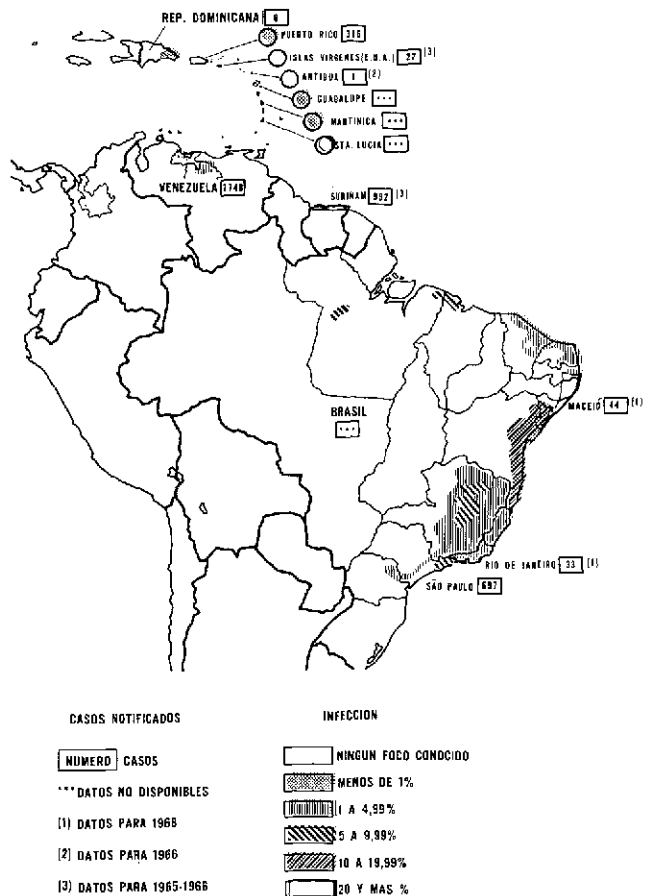 REP. DOMINICANA 8
PUERTO RICO 316
ISLAS VIRGENES (E.U.A.) 27 (3)
ANTIGUA 1 (2)
GUADALUPE ...
MARTINICA ...
STA. LUCIA ...
VENEZUELA 1748
SURINAM 992 (3)
BRASIL
...
MACEIO 44 (1)
RIO DE JANEIRO 33 (1)
SÃO PAULO 697
CASOS NOTIFICADOS
NUMERO CASOS
... DATOS NO DISPONIBLES
(1) DATOS PARA 1968
(2) DATOS PARA 1966
(3) DATOS PARA 1965-1966
INFECCION
NINGUN FOCO CONOCIDO
MENOS DE 1%
1 A 4,99%
5 A 9,99%
10 A 19,99%
20 Y MAS %